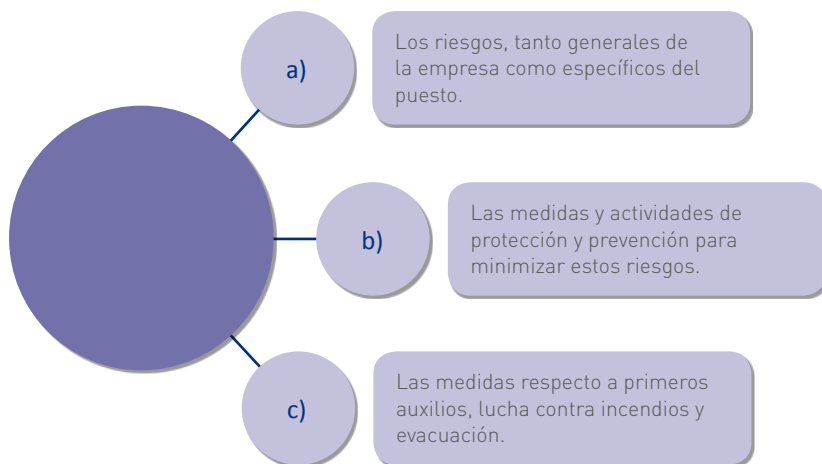 a)
Los riesgos, tanto generales de
la empresa como específicos del
puesto.
b)
Las medidas y actividades de
protección y prevención para
minimizar estos riesgos.
c)
Las medidas respecto a primeros
auxilios, lucha contra incendios y
evacuación.